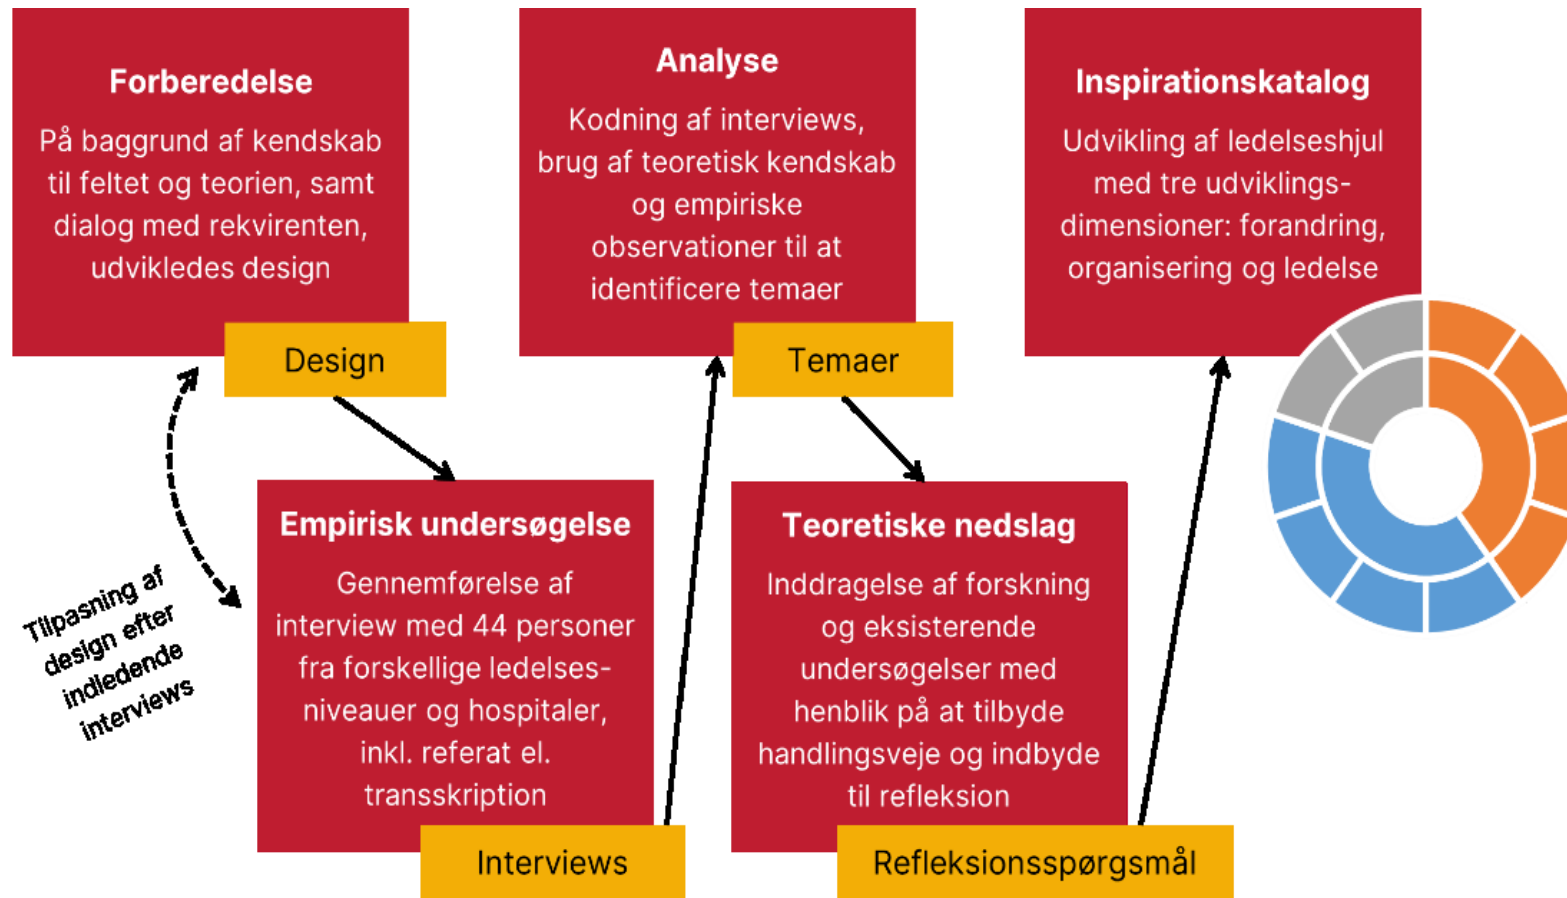 Forberedelse
På baggrund af kendskab
til feltet og teorien, samt
dialog med rekvirenten,
udvikledes design
Design
Tilpasning af
design efter
indledende
interviews
Empirisk undersøgelse
Gennemførelse af
interview med 44 personer
fra forskellige ledelses-
niveauer og hospitaler,
inkl. referat el.
transskription
Interviews
Analyse
Kodning af interviews,
brug af teoretisk kendskab
og empiriske
observationer til at
identificere temaer
Temaer
Teoretiske nedslag
Inddragelse af forskning
og eksisterende
undersøgelser med
henblik på at tilbyde
handlingsveje og indbyde
til refleksion
Refleksionsspørgsmål
Inspirationskatalog
Udvikling af ledelseshjul
med tre udviklings-
dimensioner: forandring,
organisering og ledelse